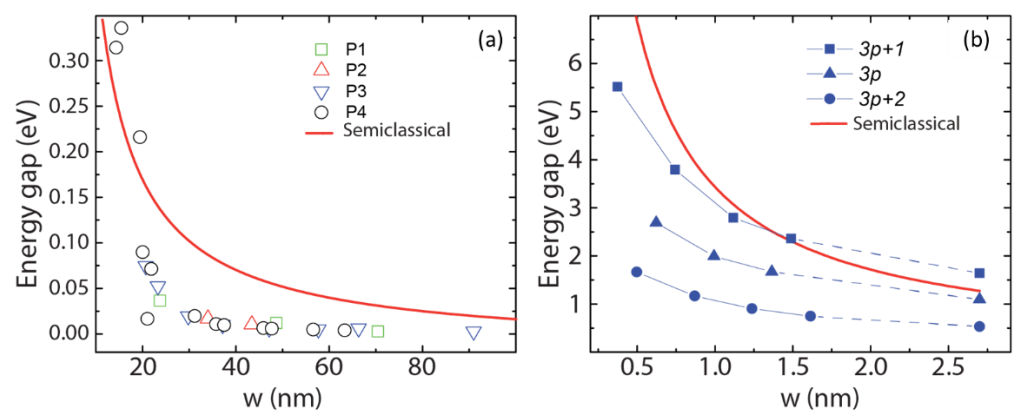 (a)
Energy gap (eV)
0.35
0.30
0.25
0.20
0.15
0.10
0.05
0.00
P1
P2
P3
P4
Semiclassical
20
40
60
80
w (nm)
(b)
Energy gap (eV)
6
5
4
3
2
1
3p+1
3p
3p+2
Semiclassical
0.5
1.0
1.5
2.0
2.5
w (nm)